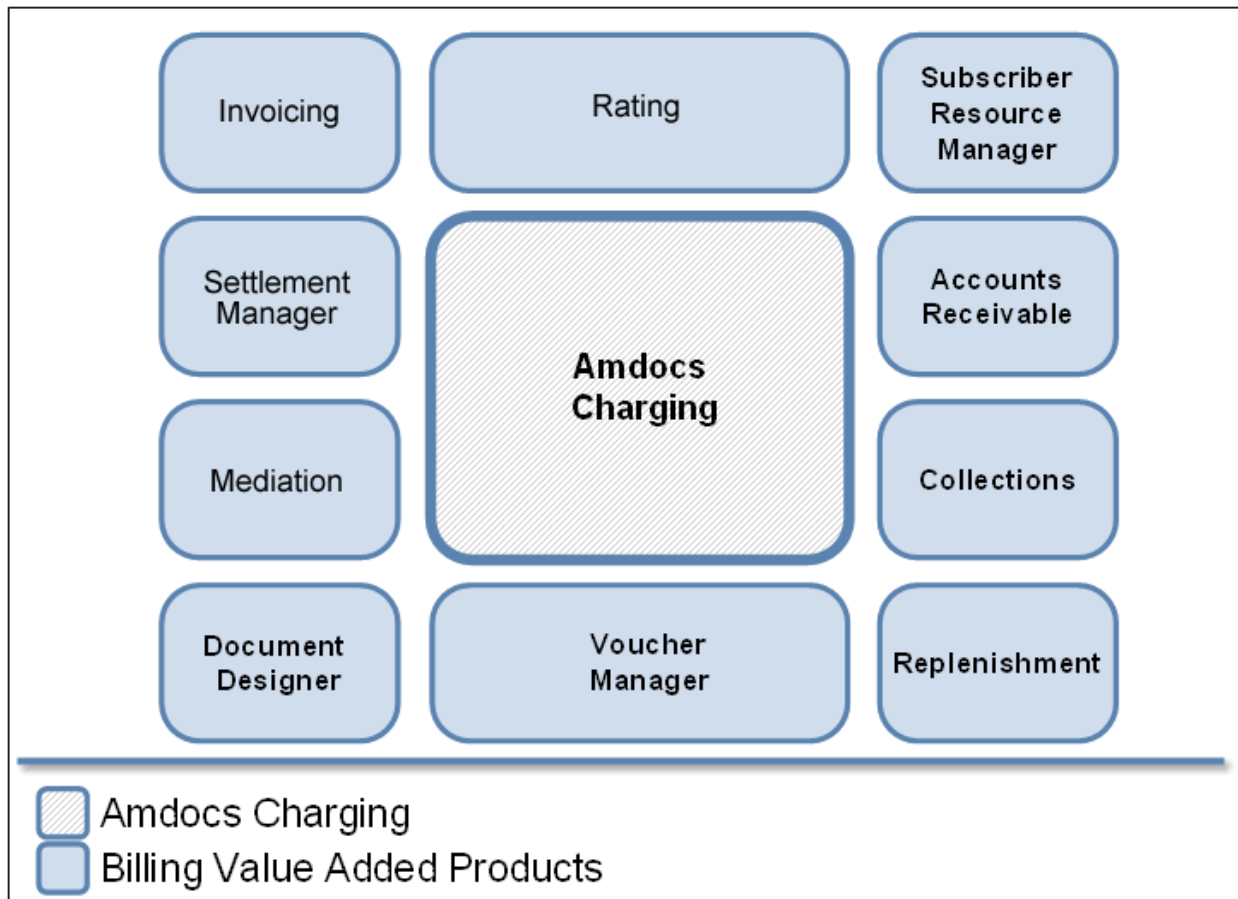 Invoicing
Rating
Subscriber
Resource
Manager
Settlement
Manager
Amdocs
Charging
Accounts
Receivable
Mediation
Collections
Document
Designer
Voucher
Manager
Replenishment
Amdocs Charging
Billing Value Added Products